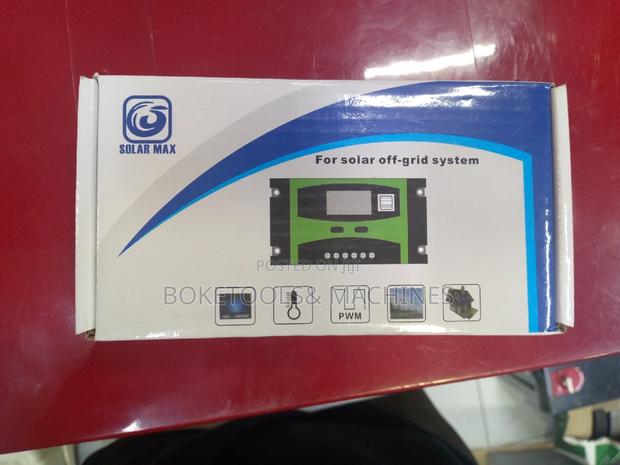 SOLAR MAX
For solar off-grid system
POSTED ON JIJI
BOKETOOLS & MACHINES
PWM